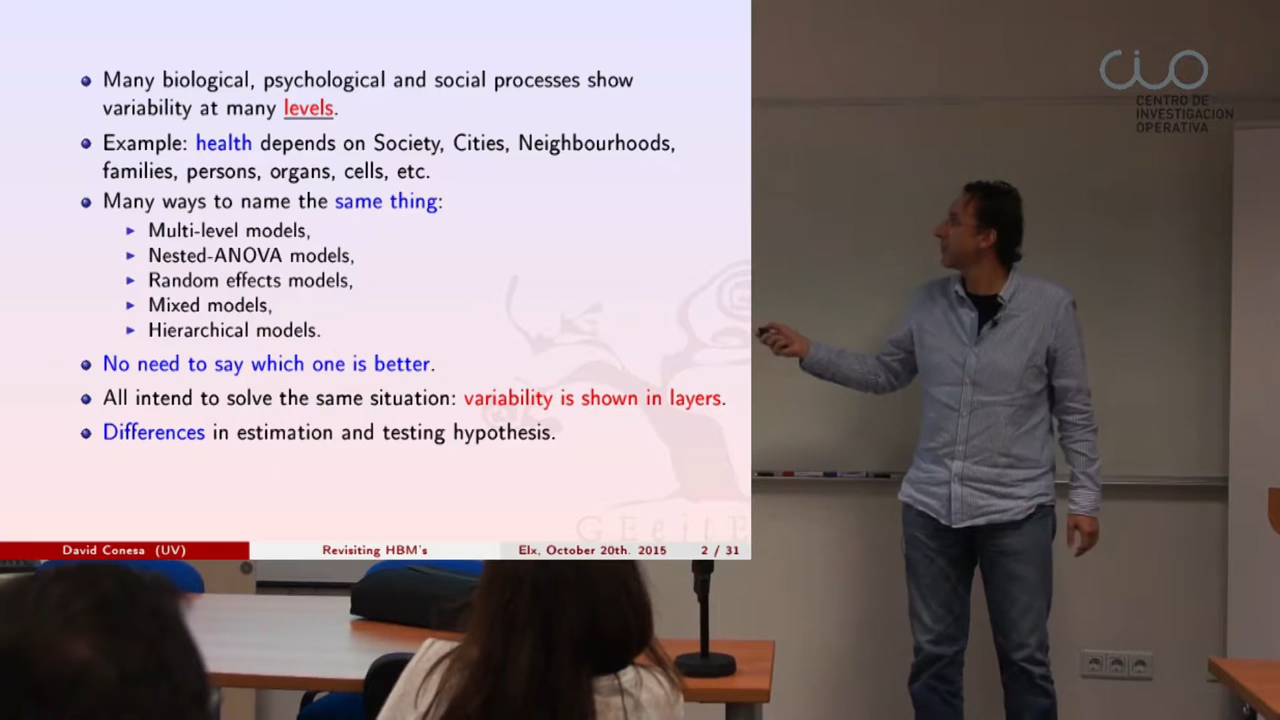 Many biological, psychological and social processes show
variability at many levels.
Example: health depends on Society, Cities, Neighbourhoods,
families, persons, organs, cells, etc.
Many ways to name the same thing:
Multi-level models,
Nested-ANOVA models,
Random effects models,
Mixed models,
Hierarchical models.
No need to say which one is better.
All intend to solve the same situation: variability is shown in layers.
Differences in estimation and testing hypothesis.
GEeitE
David Conesa (UV) Revisiting HBM's Elx, October 20th. 2015 2 / 31
cio
CENTRO DE
INVESTIGACION
OPERATIVA